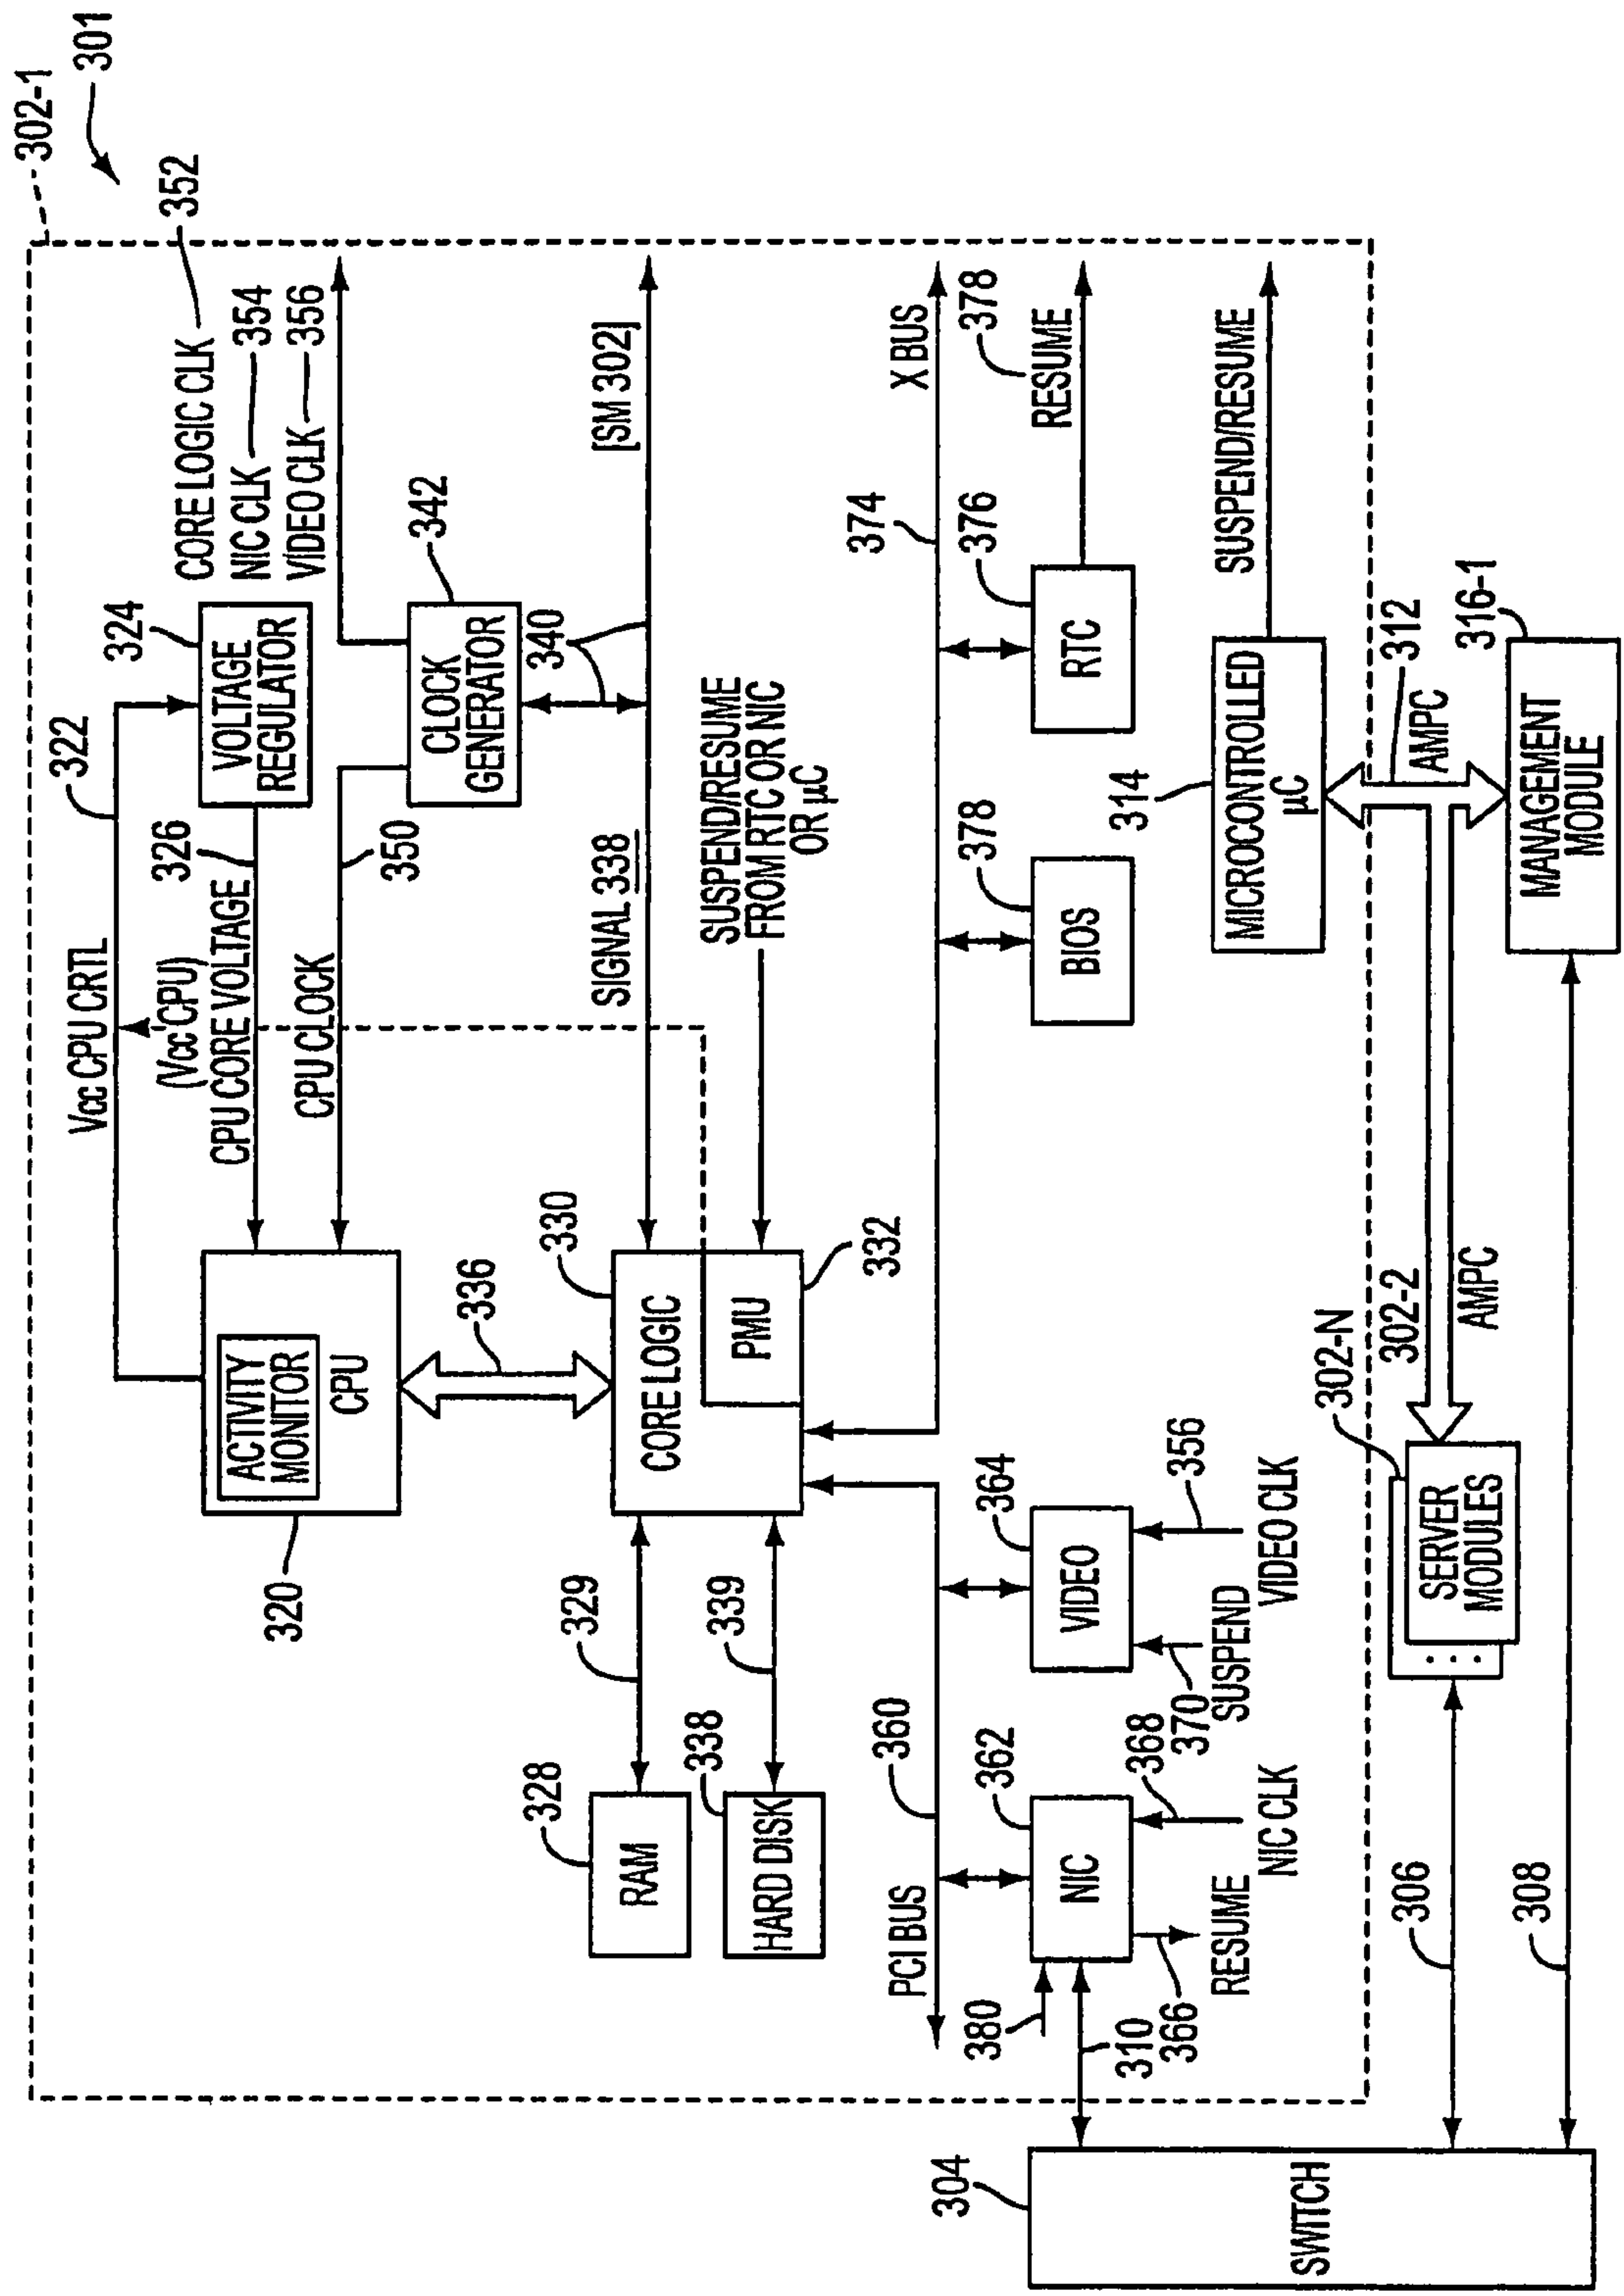 302-1
301
CORE LOGIC CLK
352
NIC CLK
354
VIDEO CLK
356
322
324
VOLTAGE
REGULATOR
Vcc CPU CRTL
326
(Vcc CPU)
CPU CORE VOLTAGE
350
CPU CLOCK
342
CLOCK
GENERATOR
340
[SM 302]
ACTIVITY
MONITOR
CPU
320
336
330
CORE LOGIC
PMU
332
SIGNAL 338
SUSPEND/RESUME
FROM RTC OR NIC
OR µC
328
RAM
329
338
HARD DISK
339
PCI BUS
360
374
X BUS
380
310
362
NIC
366
RESUME
368
NIC CLK
364
VIDEO
370
SUSPEND
356
VIDEO CLK
378
BIOS
376
RTC
378
RESUME
314
MICROCONTROLLED
µC
SUSPEND/RESUME
312
AMPC
316-1
MANAGEMENT
MODULE
302-N
302-2
AMPC
SERVER
MODULES
306
308
304
SWITCH